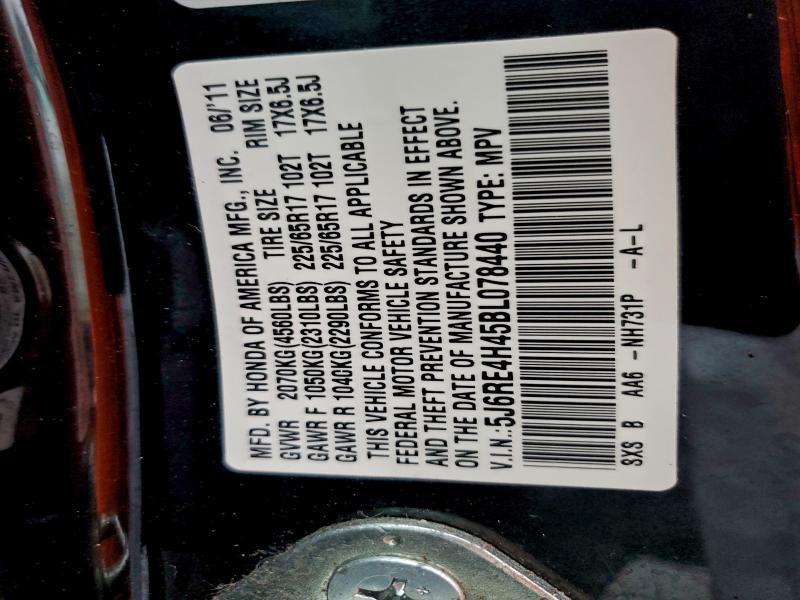 MFD. BY HONDA OF AMERICA MFG., INC. 06/'11
GVWR 2070KG(4560LBS) TIRE SIZE RIM SIZE
GAWR F 1050KG(2310LBS) 225/65R17 102T 17X6.5J
GAWR R 1040KG(2290LBS) 225/65R17 102T 17X6.5J
THIS VEHICLE CONFORMS TO ALL APPLICABLE
FEDERAL MOTOR VEHICLE SAFETY
AND THEFT PREVENTION STANDARDS IN EFFECT
ON THE DATE OF MANUFACTURE SHOWN ABOVE.
V.I.N.:5J6RE4H45BL078440 TYPE: MPV
SXS B AA6 -NH731P -A-L